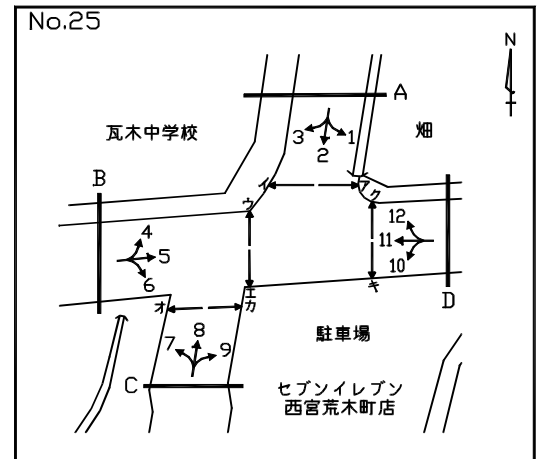 No.25
N
A
瓦木中学校
畑
3
2
1
B
イ
ア
ク
ウ
4
5
6
12
11
10
D
エ
キ
オ
カ
駐車場
7
8
9
C
セブンイレブン
西宮荒木町店